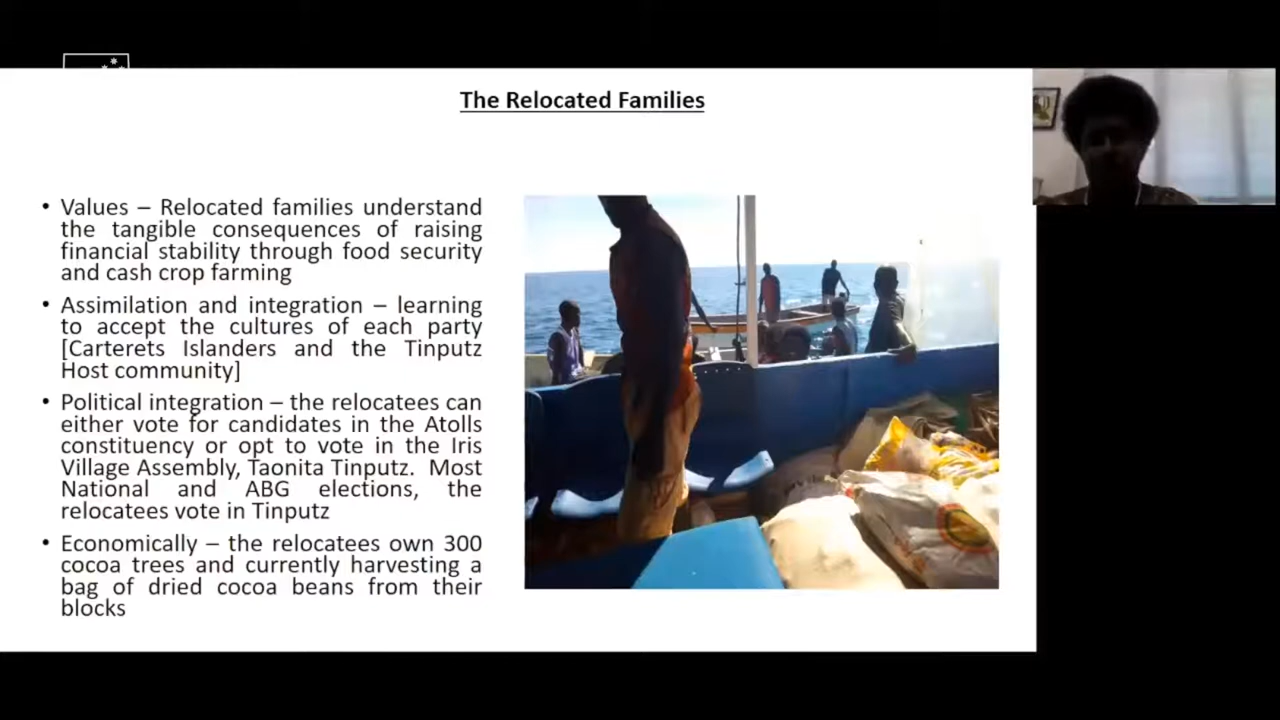 The Relocated Families
• Values – Relocated families understand
the tangible consequences of raising
financial stability through food security
and cash crop farming
• Assimilation and integration – learning
to accept the cultures of each party
[Carterets Islanders and the Tinputz
Host community]
• Political integration – the relocatees can
either vote for candidates in the Atolls
constituency or opt to vote in the Iris
Village Assembly, Taonita Tinputz. Most
National and ABG elections, the
relocatees vote in Tinputz
• Economically – the relocatees own 300
cocoa trees and currently harvesting a
bag of dried cocoa beans from their
blocks